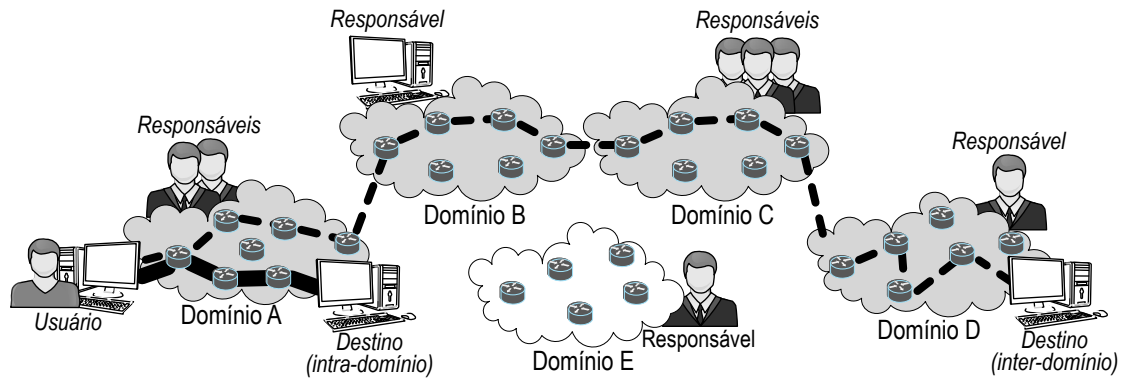 Responsável
Responsáveis
Responsáveis
Responsável
Domínio B
Domínio C
Usuário
Domínio A
Destino
(intra-domínio)
Domínio E
Responsável
Domínio D
Destino
(inter-domínio)